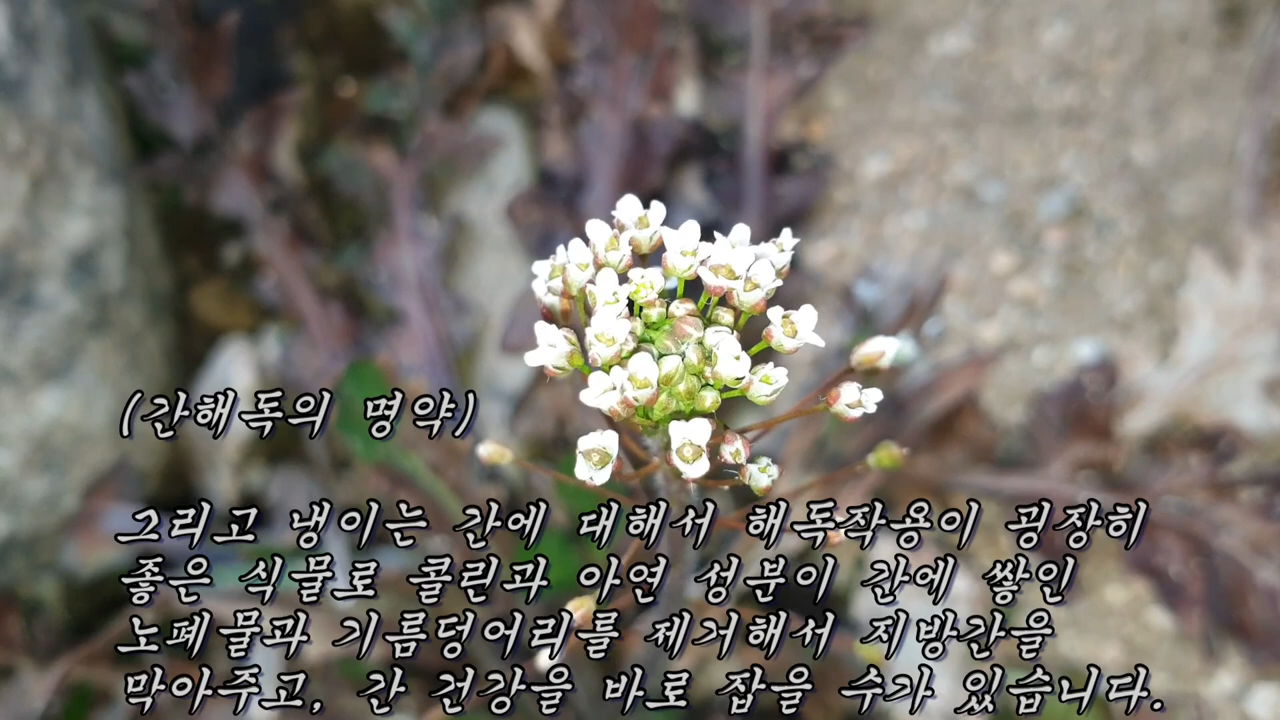 (간해독의 명약)
그리고 냉이는 간에 대해서 해독작용이 굉장히
좋은 식물로 콜린과 아연 성분이 간에 쌓인
노폐물과 기름덩어리를 제거해서 지방간을
막아주고, 간 건강을 바로 잡을 수가 있습니다.